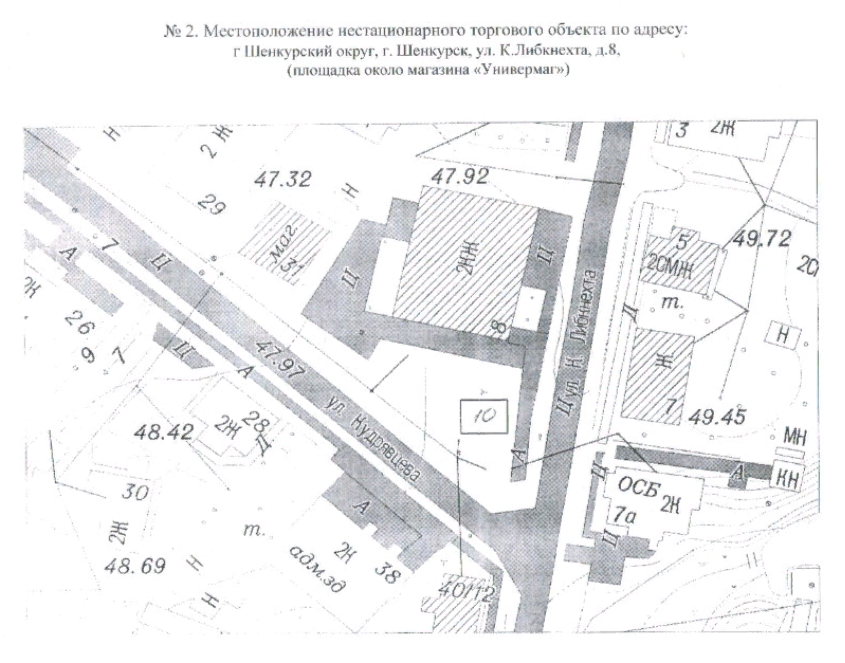 № 2. Местоположение нестационарного торгового объекта по адресу:
г Шенкурский округ, г. Шенкурск, ул. К.Либкнехта, д.8,
(площадка около магазина «Универмаг»)
Н
2 Ж
47.32
Н
47.92
3
2Ж
29
маг
31
7
Ц
А
2Ж
26
9
7
Ц
А
47.97
Ц
2КЖ
8
Ц
ул. К. Либкнехта
Ц
5
2СМЖ
49.72
т.
Д
Н
Ж
7
49.45
МН
КН
А
48.42
28
2Ж
Д
ул. Кудрявцева
10
А
Ц
ОСБ
2Н
7а
Ц
30
2Ж
т.
А
48.69
Н
Н
2Н
адм.зд
38
40/12